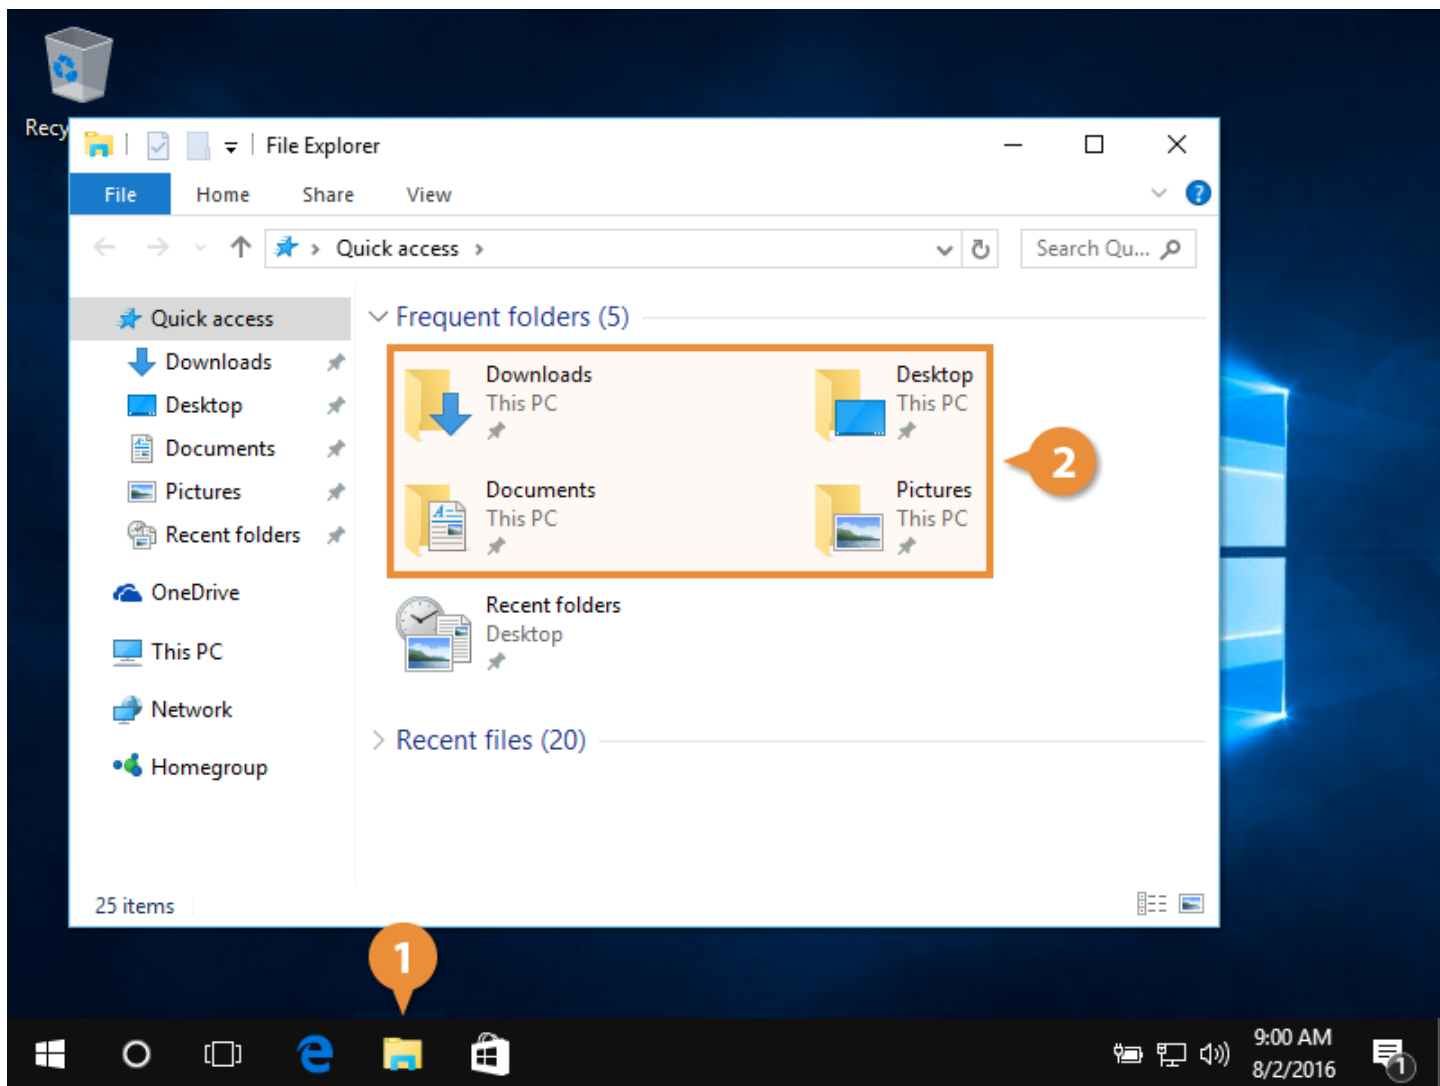 Recy
File Explorer
File Home Share View
Quick access
Search Qu...
Quick access
Downloads
Desktop
Documents
Pictures
Recent folders
OneDrive
This PC
Network
Homegroup
Frequent folders (5)
Downloads
This PC
Desktop
This PC
Documents
This PC
Pictures
This PC
Recent folders
Desktop
Recent files (20)
2
25 items
1
9:00 AM
8/2/2016
1